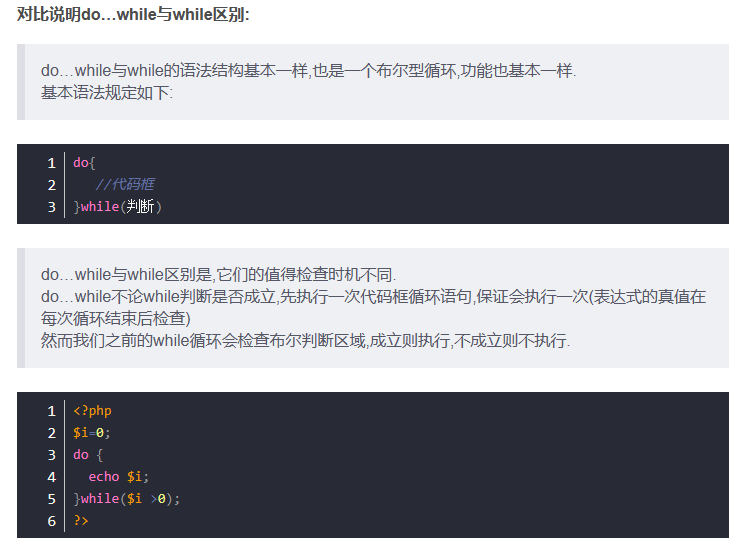 对比说明do…while与while区别:
do…while与while的语法结构基本一样,也是一个布尔型循环,功能也基本一样.
基本语法规定如下:
1 do{
2 //代码框
3 }while(判断)
do…while与while区别是,它们的值得检查时机不同.
do…while不论while判断是否成立,先执行一次代码框循环语句,保证会执行一次(表达式的真值在
每次循环结束后检查)
然而我们之前的while循环会检查布尔判断区域,成立则执行,不成立则不执行.
1 <?php
2 $i=0;
3 do {
4 echo $i;
5 }while($i >0);
6 ?>